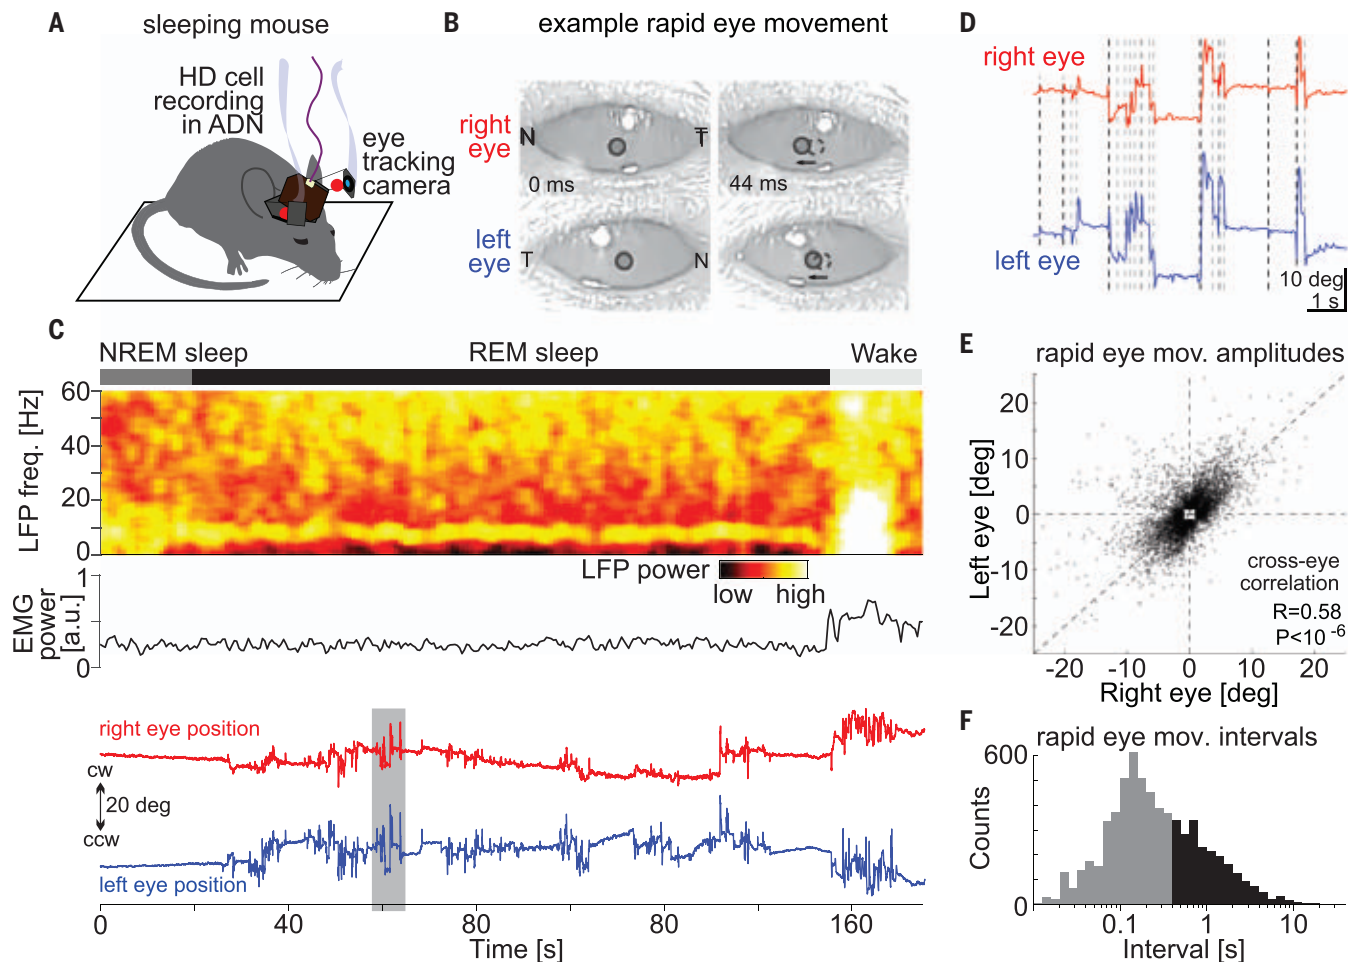 A
sleeping mouse
HD cell
recording
in ADN
eye
tracking
camera
B
example rapid eye movement
right
eye
N
T
0 ms
44 ms
left
eye
T
N
D
right eye
left eye
10 deg
1 s
C
NREM sleep
REM sleep
Wake
LFP freq. [Hz]
60
40
20
0
LFP power
low
high
EMG
power
[a.u.]
1
0
right eye position
cw
20 deg
ccw
left eye position
0
40
80
80
160
Time [s]
E
rapid eye mov. amplitudes
Left eye [deg]
20
10
0
-10
-20
cross-eye
correlation
R=0.58
P<10 -6
-20
-10
0
10
20
Right eye [deg]
F
rapid eye mov. intervals
Counts
600
0
0.1
1
10
Interval [s]